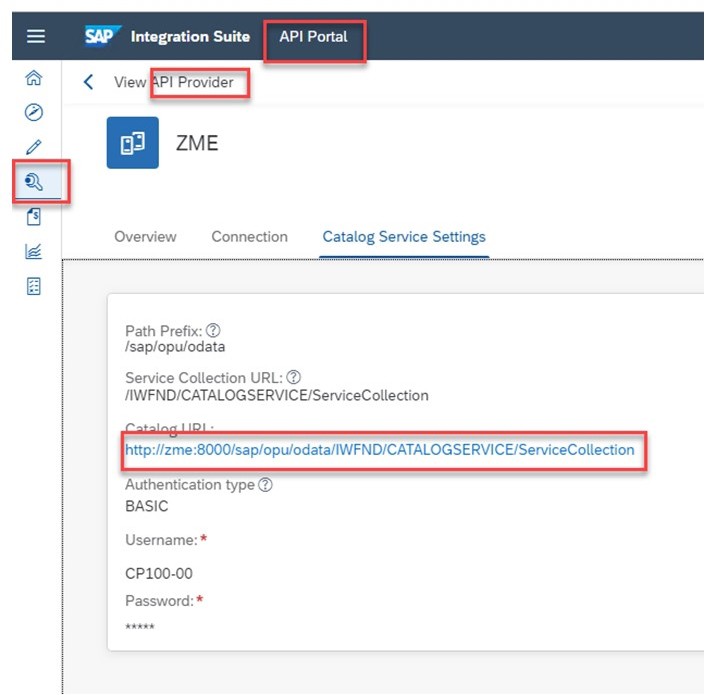 SAP Integration Suite API Portal
View API Provider
ZME
Overview Connection Catalog Service Settings
Path Prefix:
/sap/opu/odata
Service Collection URL:
/IWFND/CATALOGSERVICE/ServiceCollection
Catalog URL:
http://zme:8000/sap/opu/odata/IWFND/CATALOGSERVICE/ServiceCollection
Authentication type
BASIC
Username:*
CP100-00
Password:*
*****